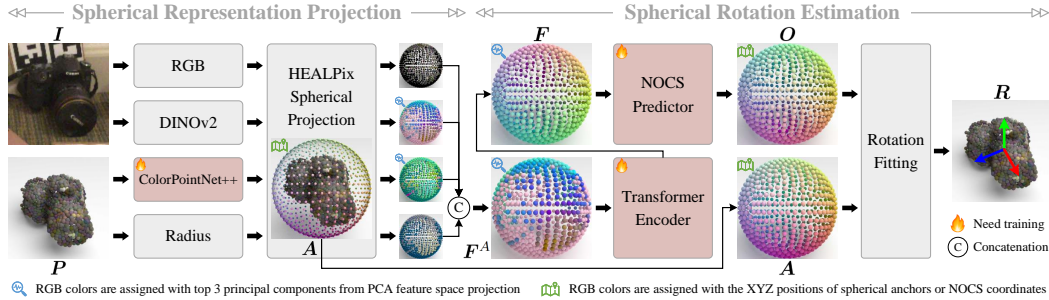 Spherical Representation Projection
Spherical Rotation Estimation
I
RGB
DINOv2
ColorPointNet++
Radius
P
HEALPix
Spherical
Projection
A
C
F^A
F
NOCS
Predictor
Transformer
Encoder
O
A
Rotation
Fitting
R
Need training
C Concatenation
RGB colors are assigned with top 3 principal components from PCA feature space projection
RGB colors are assigned with the XYZ positions of spherical anchors or NOCS coordinates